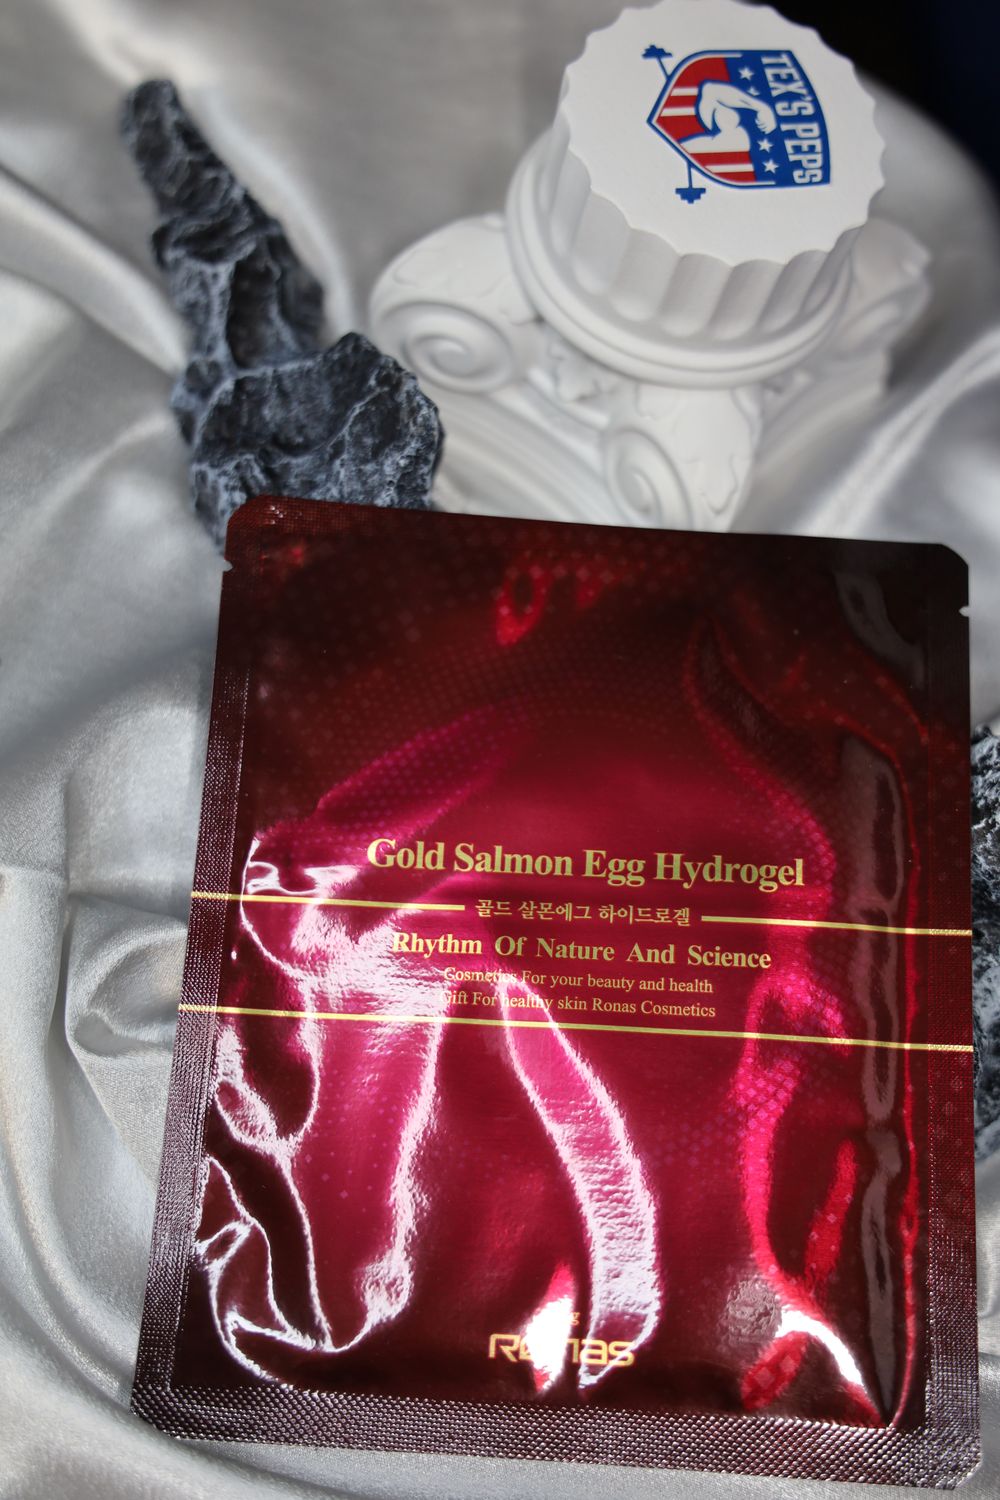 TEX'S PEPS
Gold Salmon Egg Hydrogel
골드 살몬에그 하이드로겔
Rhythm Of Nature And Science
Cosmetics For your beauty and health
Gift For healthy skin Ronas Cosmetics
Ronas